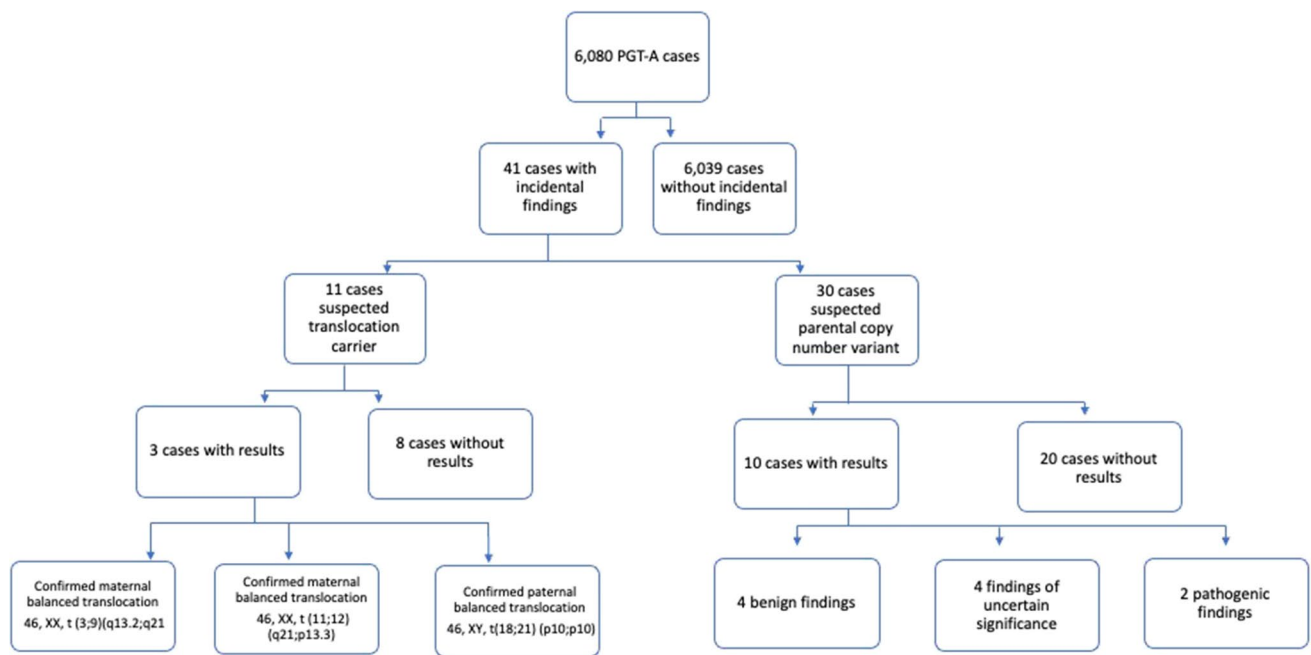 6,080 PGT-A cases
41 cases with
incidental
findings
6,039 cases
without incidental
findings
11 cases
suspected
translocation
carrier
30 cases
suspected
parental copy
number variant
3 cases with results
8 cases without
results
10 cases with results
20 cases without
results
Confirmed maternal
balanced translocation
46, XX, t (3;9)(q13.2;q21
Confirmed maternal
balanced translocation
46, XX, t (11;12)
(q21;p13.3)
Confirmed paternal
balanced translocation
46, XY, t(18;21) (p10;p10)
4 benign findings
4 findings of
uncertain
significance
2 pathogenic
findings